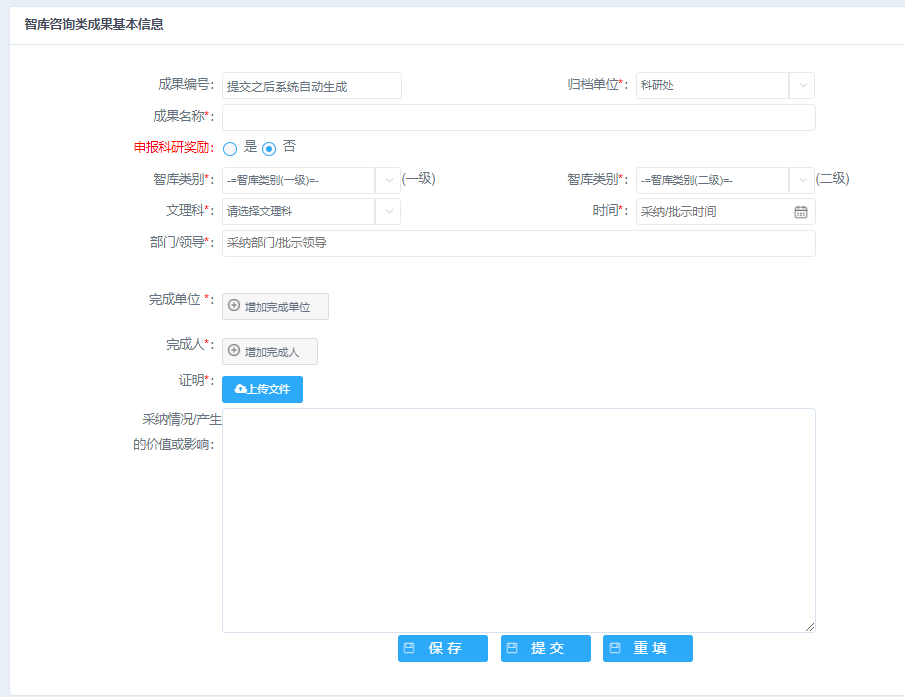 智库咨询类成果基本信息
成果编号: 提交之后系统自动生成 归档单位*: 科研处
成果名称*:
申报科研奖励: 是 否
智库类别*: -=智库类别(一级)=- (一级) 智库类别*: -=智库类别(二级)=- (二级)
文理科*: 请选择文理科 时间*: 采纳/批示时间
部门/领导*: 采纳部门/批示领导
完成单位 *: 增加完成单位
完成人*: 增加完成人
证明*: 上传文件
采纳情况/产生
的价值或影响:
保存 提交 重填